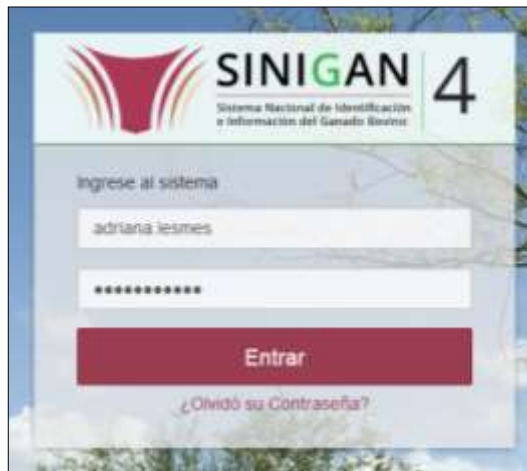 SINIGAN 4
Sistema Nacional de Identificación
e Información del Ganado Bovino
Ingrese al sistema
adriana lesmes
•••••••••••
Entrar
¿Olvidó su Contraseña?